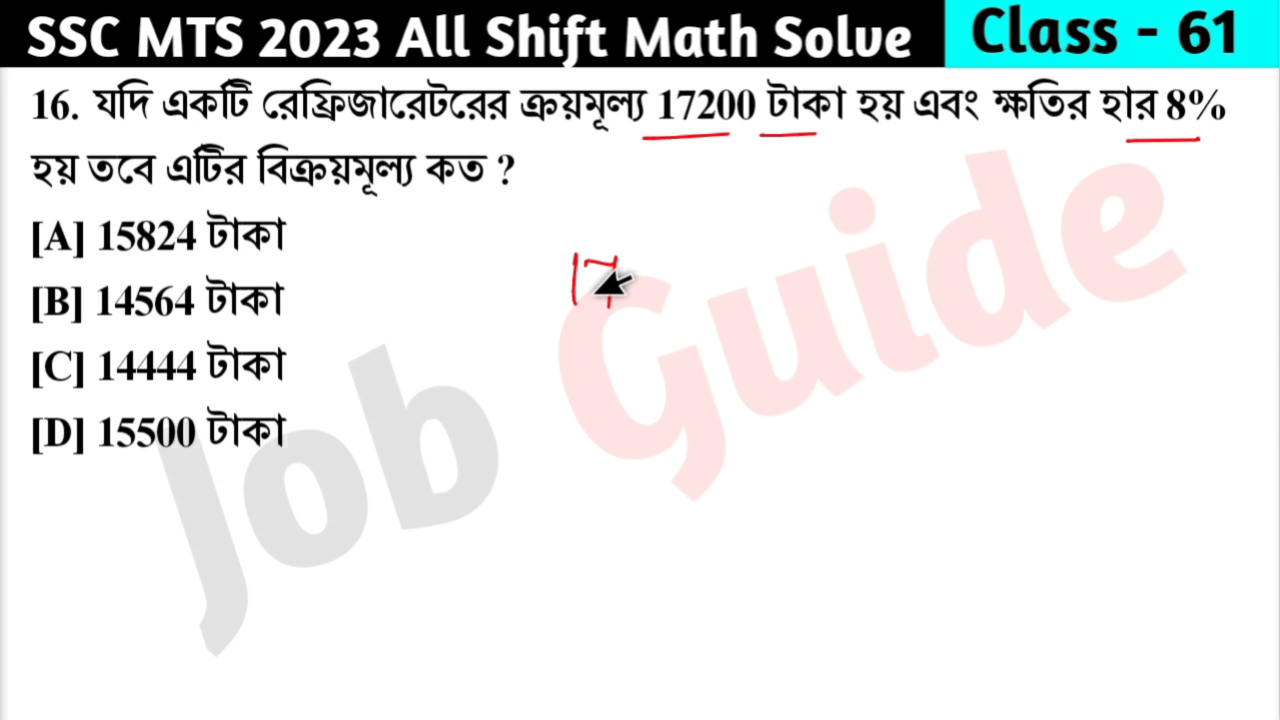 SSC MTS 2023 All Shift Math Solve
Class - 61
16. যদি একটি রেফ্রিজারেটরের ক্রয়মূল্য 17200 টাকা হয় এবং ক্ষতির হার 8%
হয় তবে এটির বিক্রয়মূল্য কত ?
[A] 15824 টাকা
[B] 14564 টাকা
[C] 14444 টাকা
[D] 15500 টাকা
17
Job Guide